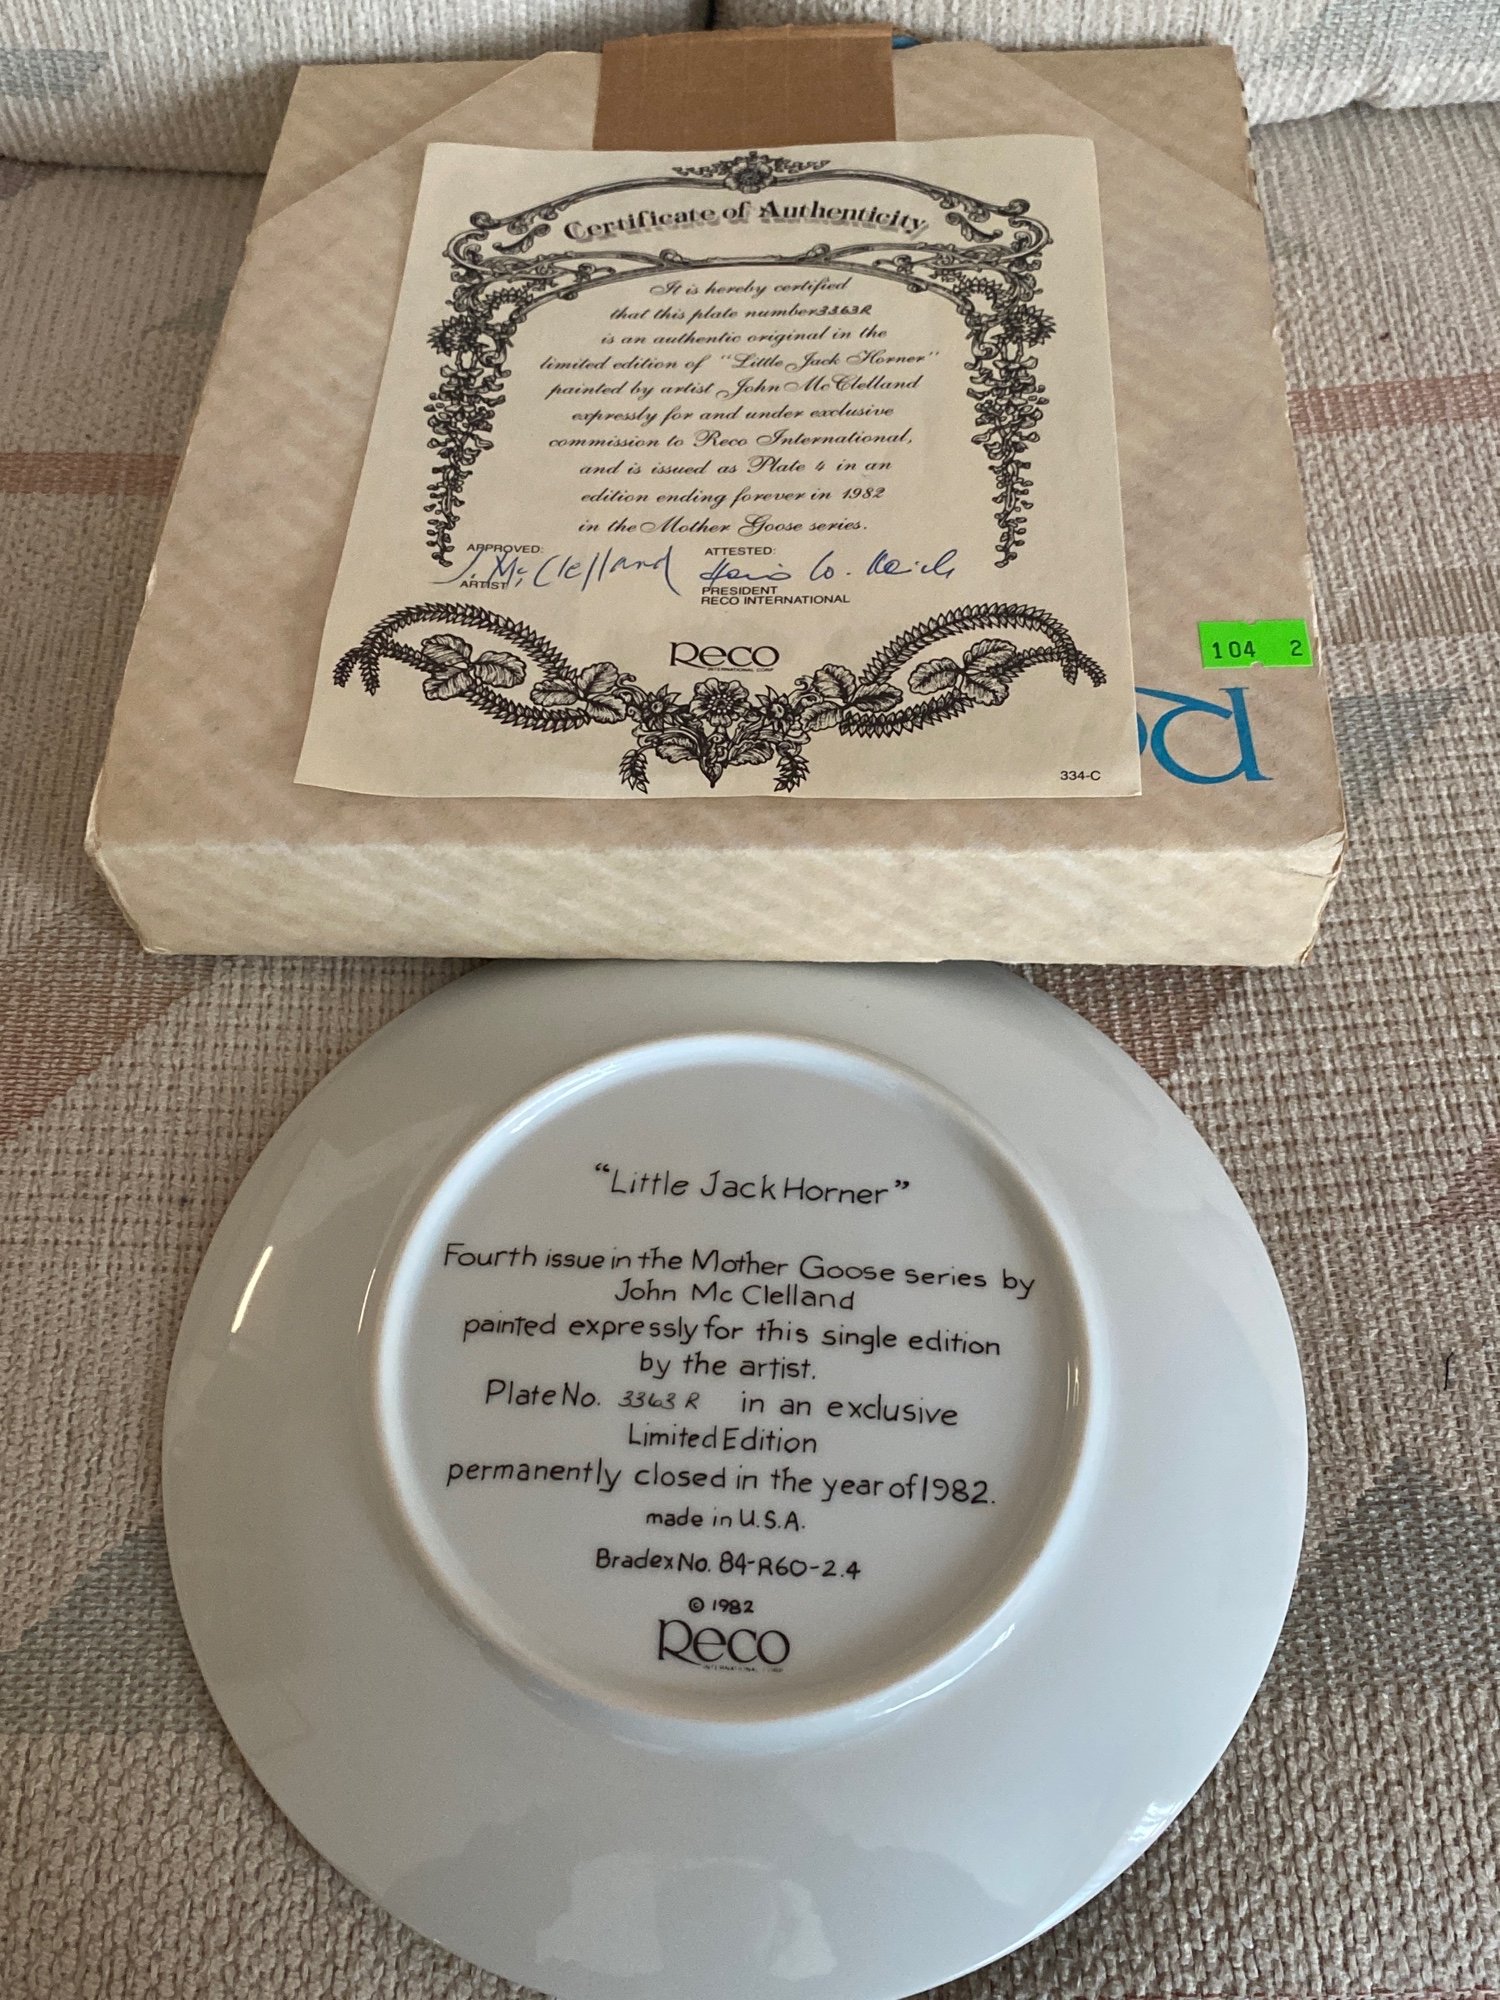 Certificate of Authenticity
It is hereby certified
that this plate number 3363R
is an authentic original in the
limited edition of "Little Jack Horner"
painted by artist John McClelland
expressly for and under exclusive
commission to Reco International,
and is issued as Plate 4 in an
edition ending forever in 1982
in the Mother Goose series.
APPROVED: ATTESTED:
J. McClelland
ARTIST PRESIDENT
RECO INTERNATIONAL
Reco
INTERNATIONAL CORP.
334-C
104 2
"Little Jack Horner"
Fourth issue in the Mother Goose series by
John Mc Clelland
painted expressly for this single edition
by the artist.
Plate No. 3363 R in an exclusive
Limited Edition
permanently closed in the year of 1982.
made in U.S.A.
Bradex No. 84-R60-2.4
© 1982
Reco
INTERNATIONAL CORP.